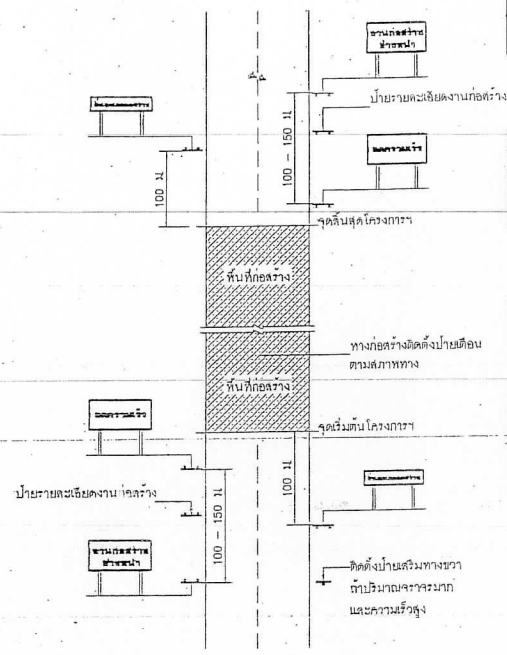 งานก่อสร้าง
ข้างหน้า
ป้ายรายละเอียดงานก่อสร้าง
100 - 150 ม
ลดความเร็ว
100 ม
จุดสิ้นสุดโครงการฯ
พื้นที่ก่อสร้าง
ทางก่อสร้างติดตั้งป้ายเตือน
ตามสภาพทาง
พื้นที่ก่อสร้าง
จุดเริ่มต้นโครงการฯ
ลดความเร็ว
100 ม
ป้ายรายละเอียดงานก่อสร้าง
100 - 150 ม
งานก่อสร้าง
ข้างหน้า
ติดตั้งป้ายเสริมทางขวา
ถ้าปริมาณจราจรมาก
และความเร็วสูง